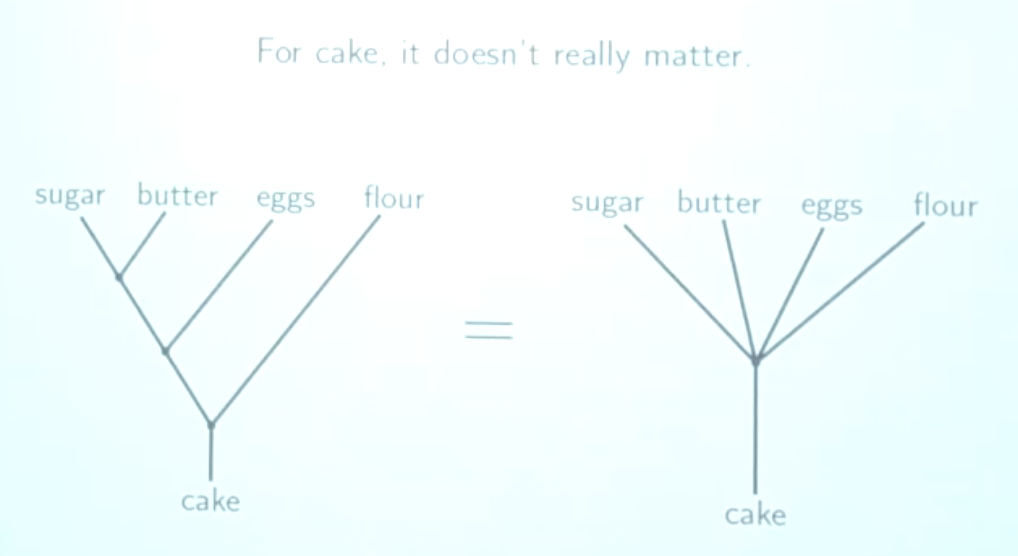 For cake, it doesn't really matter.
sugar butter eggs flour
sugar butter eggs flour
=
cake
cake